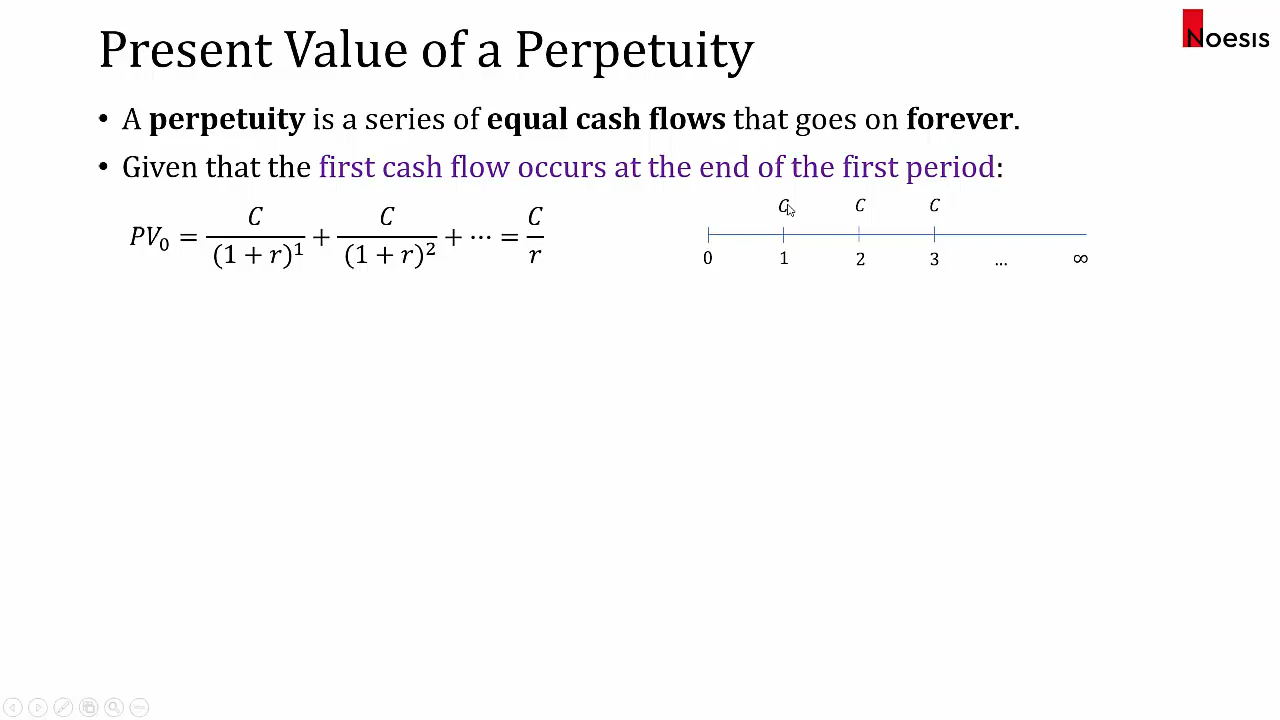 Present Value of a Perpetuity
Noesis
• A perpetuity is a series of equal cash flows that goes on forever.
• Given that the first cash flow occurs at the end of the first period:
PV₀ = C/(1 + r)¹ + C/(1 + r)² + ⋯ = C/r
C C C
0 1 2 3 ... ∞